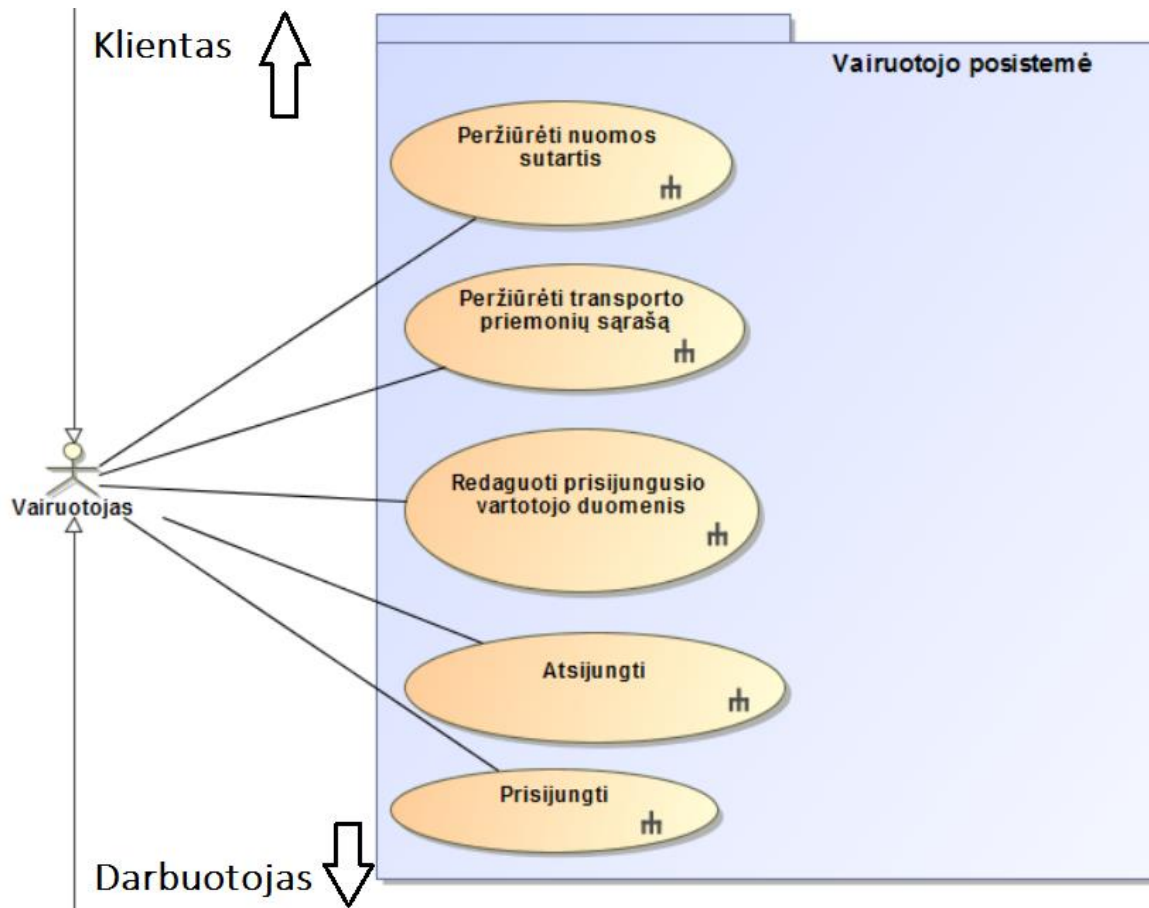 Klientas
Vairuotojo posistemė
Peržiūrėti nuomos
sutartis
Peržiūrėti transporto
priemonių sąrašą
Redaguoti prisijungusio
vartotojo duomenis
Vairuotojas
Atsijungti
Prisijungti
Darbuotojas